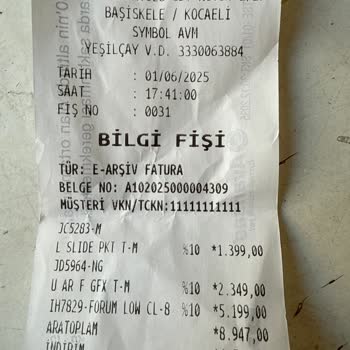 BAŞİSKELE / KOCAELİ
SYMBOL AVM
YEŞİLÇAY V.D. 3330063884
TARIH : 01/06/2025
SAAT : 17:41:00
FİŞ NO : 0031
BİLGİ FİŞİ
TÜR: E-ARŞİV FATURA
BELGE NO: A102025000004309
MÜŞTERİ VKN/TCKN:11111111111
JC5283-M
L SLIDE PKT T-M %10 *1.399,00
JD5964-NG
U AR F GFX T-M %10 *2.349,00
IH7829-FORUM LOW CL-8 %10 *5.199,00
ARATOPLAM *8.947,00
İNDİRİM